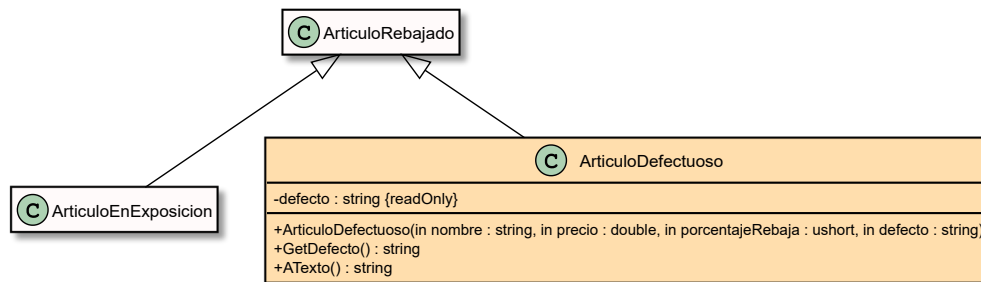 C ArticuloRebajado
C ArticuloEnExposicion
C ArticuloDefectuoso
-defecto : string {readOnly}
+ArticuloDefectuoso(in nombre : string, in precio : double, in porcentajeRebaja : ushort, in defecto : string)
+GetDefecto() : string
+ATexto() : string